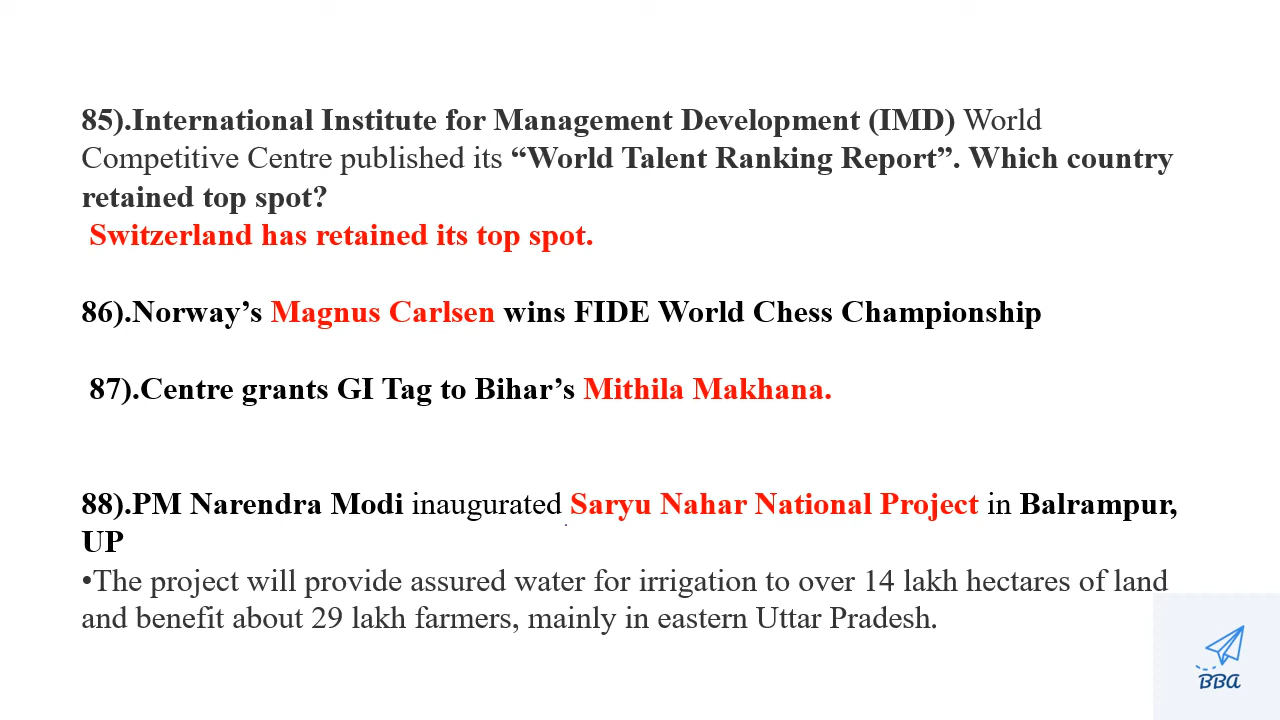 85).International Institute for Management Development (IMD) World
Competitive Centre published its “World Talent Ranking Report”. Which country
retained top spot?
Switzerland has retained its top spot.
86).Norway’s Magnus Carlsen wins FIDE World Chess Championship
87).Centre grants GI Tag to Bihar’s Mithila Makhana.
88).PM Narendra Modi inaugurated Saryu Nahar National Project in Balrampur,
UP
•The project will provide assured water for irrigation to over 14 lakh hectares of land
and benefit about 29 lakh farmers, mainly in eastern Uttar Pradesh.
BBA